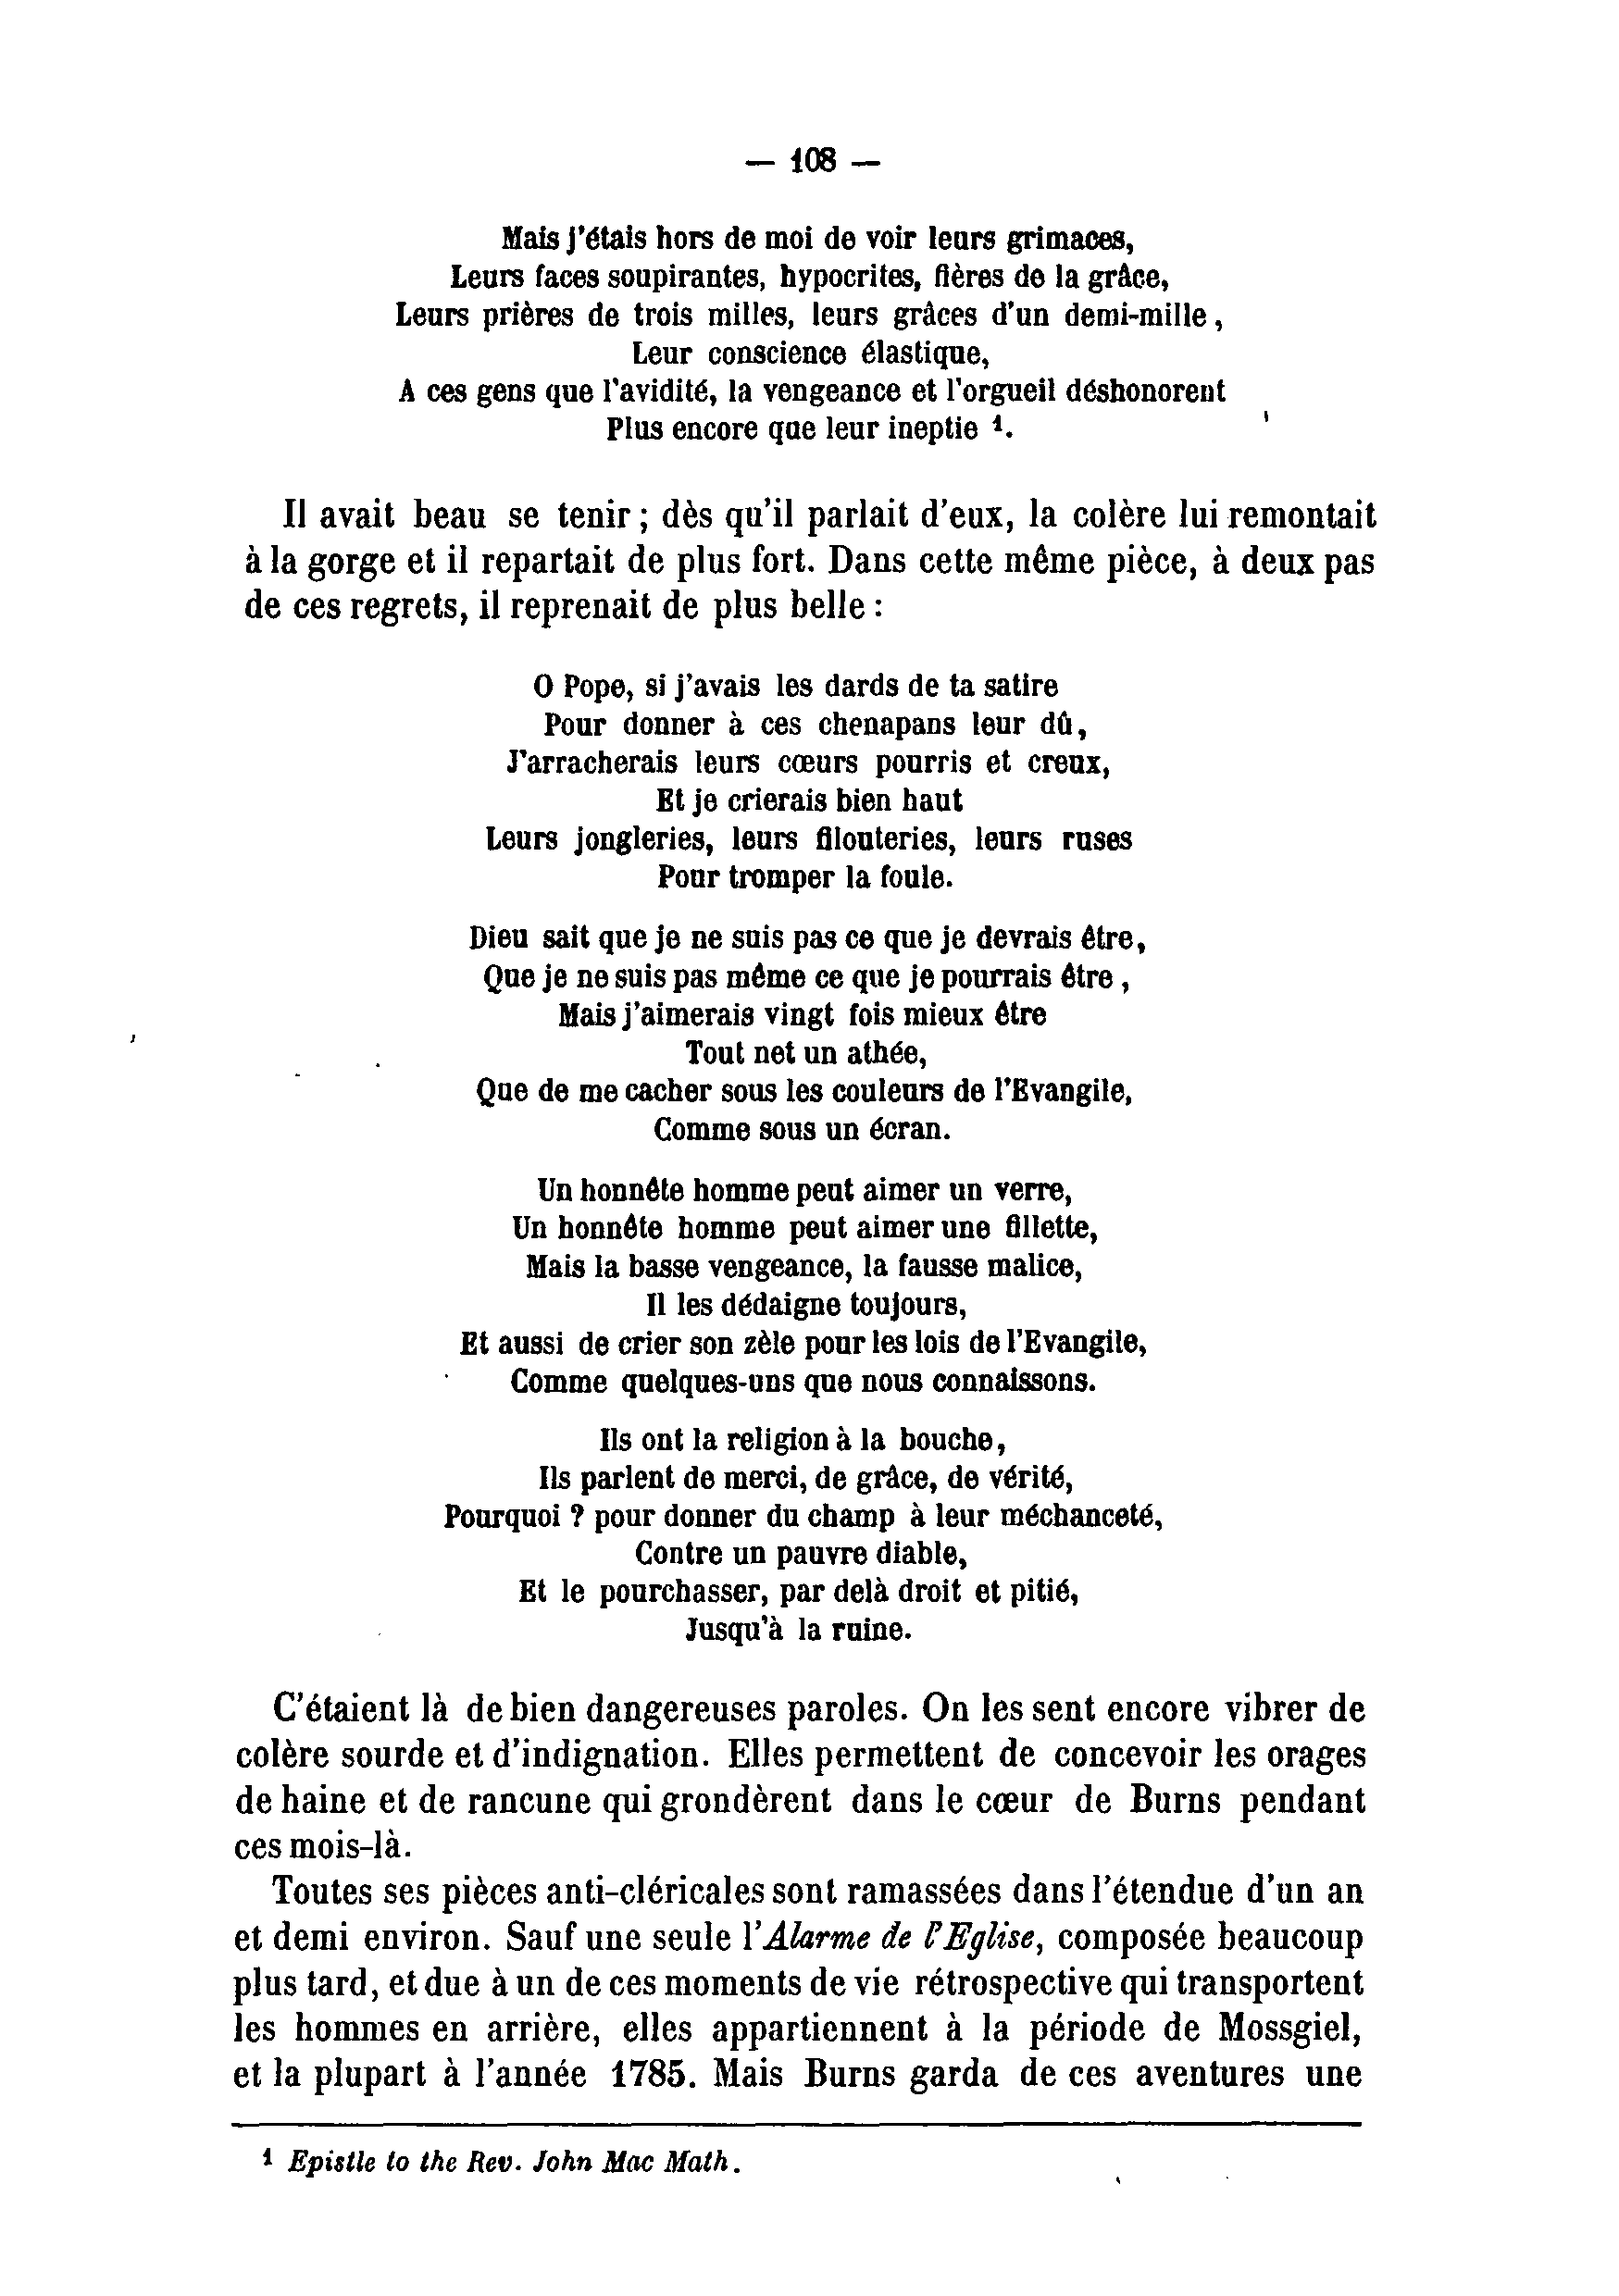 — 108 —
Mais j'étais hors de moi de voir leurs grimaces,
Leurs faces soupirantes, hypocrites, fières de la grâce,
Leurs prières de trois milles, leurs grâces d'un demi-mille,
Leur conscience élastique,
A ces gens que l'avidité, la vengeance et l'orgueil déshonorent
Plus encore que leur ineptie 1.
Il avait beau se tenir ; dès qu'il parlait d'eux, la colère lui remontait
à la gorge et il repartait de plus fort. Dans cette même pièce, à deux pas
de ces regrets, il reprenait de plus belle :
O Pope, si j'avais les dards de ta satire
Pour donner à ces chenapans leur dû,
J'arracherais leurs cœurs pourris et creux,
Et je crierais bien haut
Leurs jongleries, leurs filouteries, leurs ruses
Pour tromper la foule.
Dieu sait que je ne suis pas ce que je devrais être,
Que je ne suis pas même ce que je pourrais être,
Mais j'aimerais vingt fois mieux être
Tout net un athée,
Que de me cacher sous les couleurs de l'Evangile,
Comme sous un écran.
Un honnête homme peut aimer un verre,
Un honnête homme peut aimer une fillette,
Mais la basse vengeance, la fausse malice,
Il les dédaigne toujours,
Et aussi de crier son zèle pour les lois de l'Evangile,
Comme quelques-uns que nous connaissons.
Ils ont la religion à la bouche,
Ils parlent de merci, de grâce, de vérité,
Pourquoi ? pour donner du champ à leur méchanceté,
Contre un pauvre diable,
Et le pourchasser, par delà droit et pitié,
Jusqu'à la ruine.
C'étaient là de bien dangereuses paroles. On les sent encore vibrer de
colère sourde et d'indignation. Elles permettent de concevoir les orages
de haine et de rancune qui grondèrent dans le cœur de Burns pendant
ces mois-là.
Toutes ses pièces anti-cléricales sont ramassées dans l'étendue d'un an
et demi environ. Sauf une seule l'Alarme de l'Eglise, composée beaucoup
plus tard, et due à un de ces moments de vie rétrospective qui transportent
les hommes en arrière, elles appartiennent à la période de Mossgiel,
et la plupart à l'année 1785. Mais Burns garda de ces aventures une
1 Epistle to the Rev. John Mac Math.